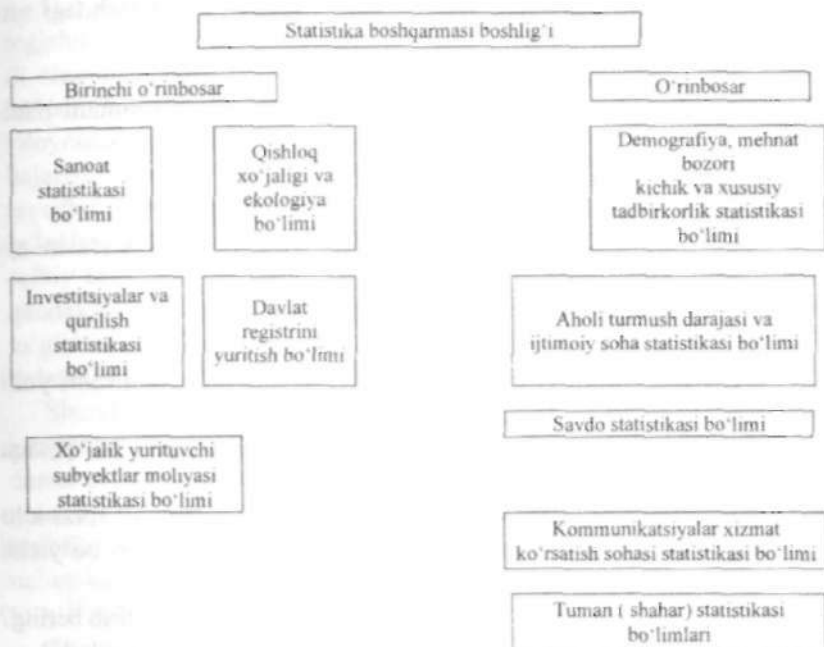 Statistika boshqarmasi boshlig‘i
Birinchi o‘rinbosar
O‘rinbosar
Sanoat
statistikasi
bo‘limi
Qishloq
xo‘jaligi va
ekologiya
bo‘limi
Demografiya, mehnat
bozori
kichik va xususiy
tadbirkorlik statistikasi
bo‘limi
Investitsiyalar va
qurilish
statistikasi
bo‘limi
Davlat
registrini
yuritish bo‘limi
Aholi turmush darajasi va
ijtimoiy soha statistikasi bo‘limi
Savdo statistikasi bo‘limi
Xo‘jalik yurituvchi
subyektlar moliyasi
statistikasi bo‘limi
Kommunikatsiyalar xizmat
ko‘rsatish sohasi statistikasi bo‘limi
Tuman ( shahar) statistikasi
bo‘limlari